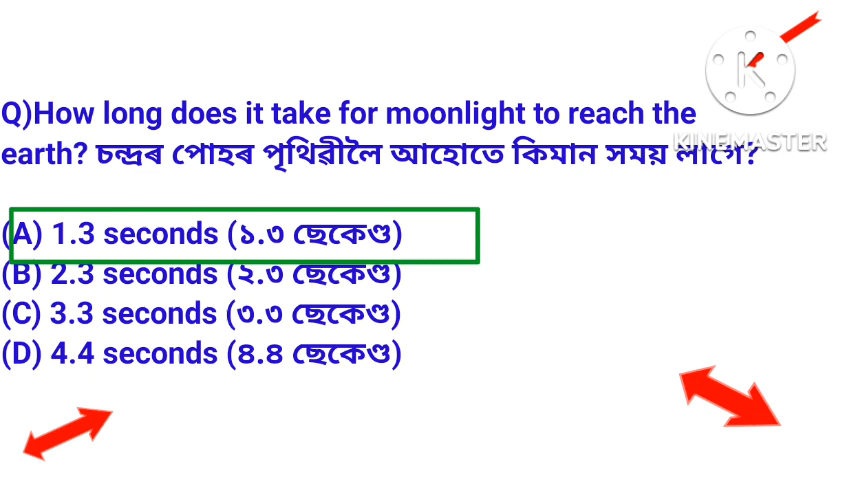 Q)How long does it take for moonlight to reach the
earth? চন্দ্ৰৰ পোহৰ পৃথিৱীলৈ আহোতে কিমান সময় লাগে?
KINEMASTER
(A) 1.3 seconds (১.৩ ছেকেণ্ড)
(B) 2.3 seconds (২.৩ ছেকেণ্ড)
(C) 3.3 seconds (৩.৩ ছেকেণ্ড)
(D) 4.4 seconds (৪.৪ ছেকেণ্ড)